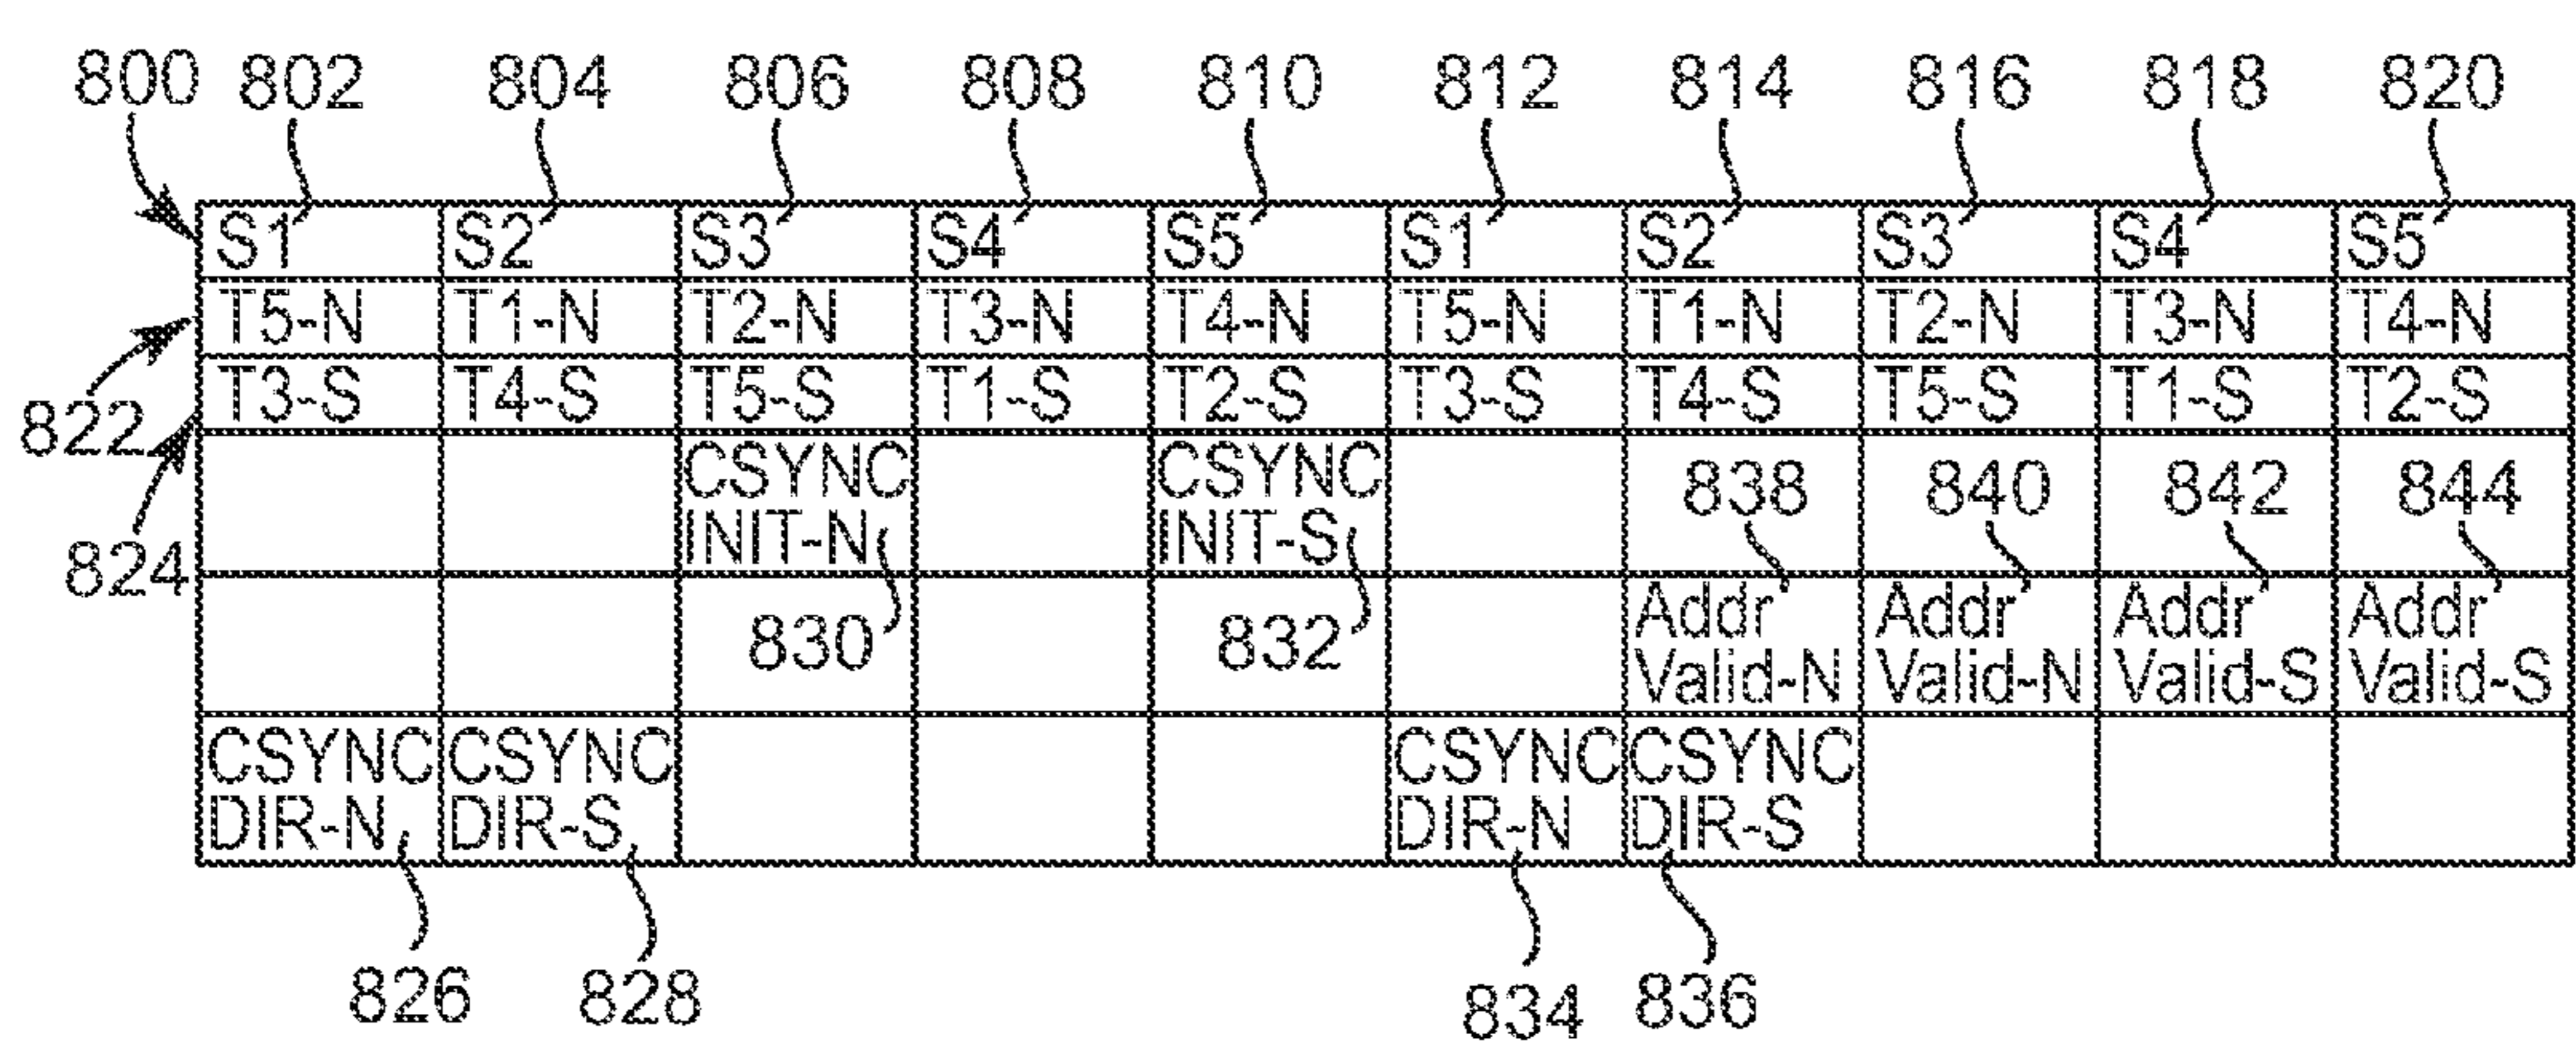 800 802 804 806 808 810 812 814 816 818 820
S1 S2 S3 S4 S5 S1 S2 S3 S4 S5
T5-N T1-N T2-N T3-N T4-N T5-N T1-N T2-N T3-N T4-N
T3-S T4-S T5-S T1-S T2-S T3-S T4-S T5-S T1-S T2-S
822
CSYNC CSYNC 838 840 842 844
INIT-N INIT-S
824
Addr Addr Addr Addr
830 832
Valid-N Valid-N Valid-S Valid-S
CSYNC CSYNC CSYNC CSYNC
DIR-N DIR-S DIR-N DIR-S
826 828 834 836